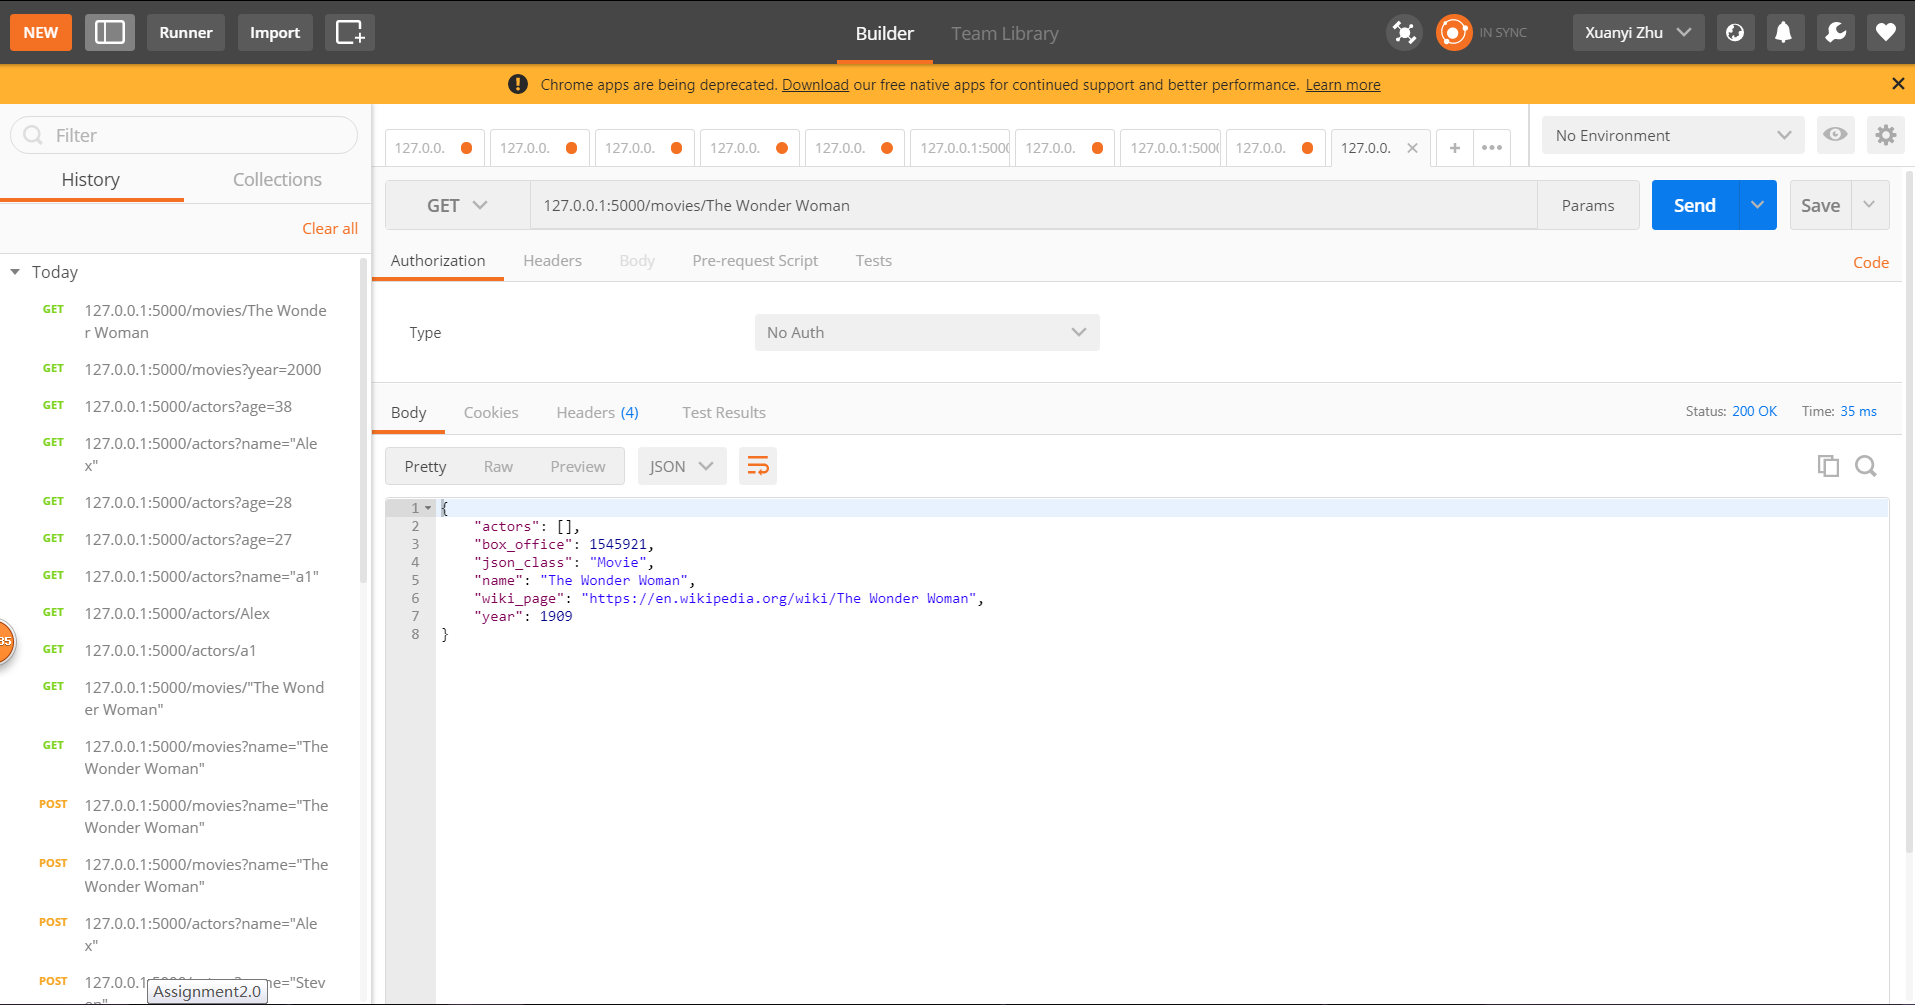 NEW
Runner
Import
Builder
Team Library
IN SYNC
Xuanyi Zhu
Chrome apps are being deprecated. Download our free native apps for continued support and better performance. Learn more
Filter
History
Collections
Clear all
Today
GET 127.0.0.1:5000/movies/The Wonde
r Woman
GET 127.0.0.1:5000/movies?year=2000
GET 127.0.0.1:5000/actors?age=38
GET 127.0.0.1:5000/actors?name="Ale
x"
GET 127.0.0.1:5000/actors?age=28
GET 127.0.0.1:5000/actors?age=27
GET 127.0.0.1:5000/actors?name="a1"
GET 127.0.0.1:5000/actors/Alex
GET 127.0.0.1:5000/actors/a1
GET 127.0.0.1:5000/movies/"The Wond
er Woman"
GET 127.0.0.1:5000/movies?name="The
Wonder Woman"
POST 127.0.0.1:5000/movies?name="The
Wonder Woman"
POST 127.0.0.1:5000/movies?name="The
Wonder Woman"
POST 127.0.0.1:5000/actors?name="Ale
x"
POST 127.0.0.1
me="Stev
Assignment2.0
35
127.0.0. 127.0.0. 127.0.0. 127.0.0. 127.0.0. 127.0.0.1:500 127.0.0. 127.0.0.1:500 127.0.0. 127.0.0.
No Environment
GET 127.0.0.1:5000/movies/The Wonder Woman Params Send Save
Authorization Headers Body Pre-request Script Tests Code
Type No Auth
Body Cookies Headers (4) Test Results Status: 200 OK Time: 35 ms
Pretty Raw Preview JSON
1 {
2 "actors": [],
3 "box_office": 1545921,
4 "json_class": "Movie",
5 "name": "The Wonder Woman",
6 "wiki_page": "https://en.wikipedia.org/wiki/The Wonder Woman",
7 "year": 1909
8 }